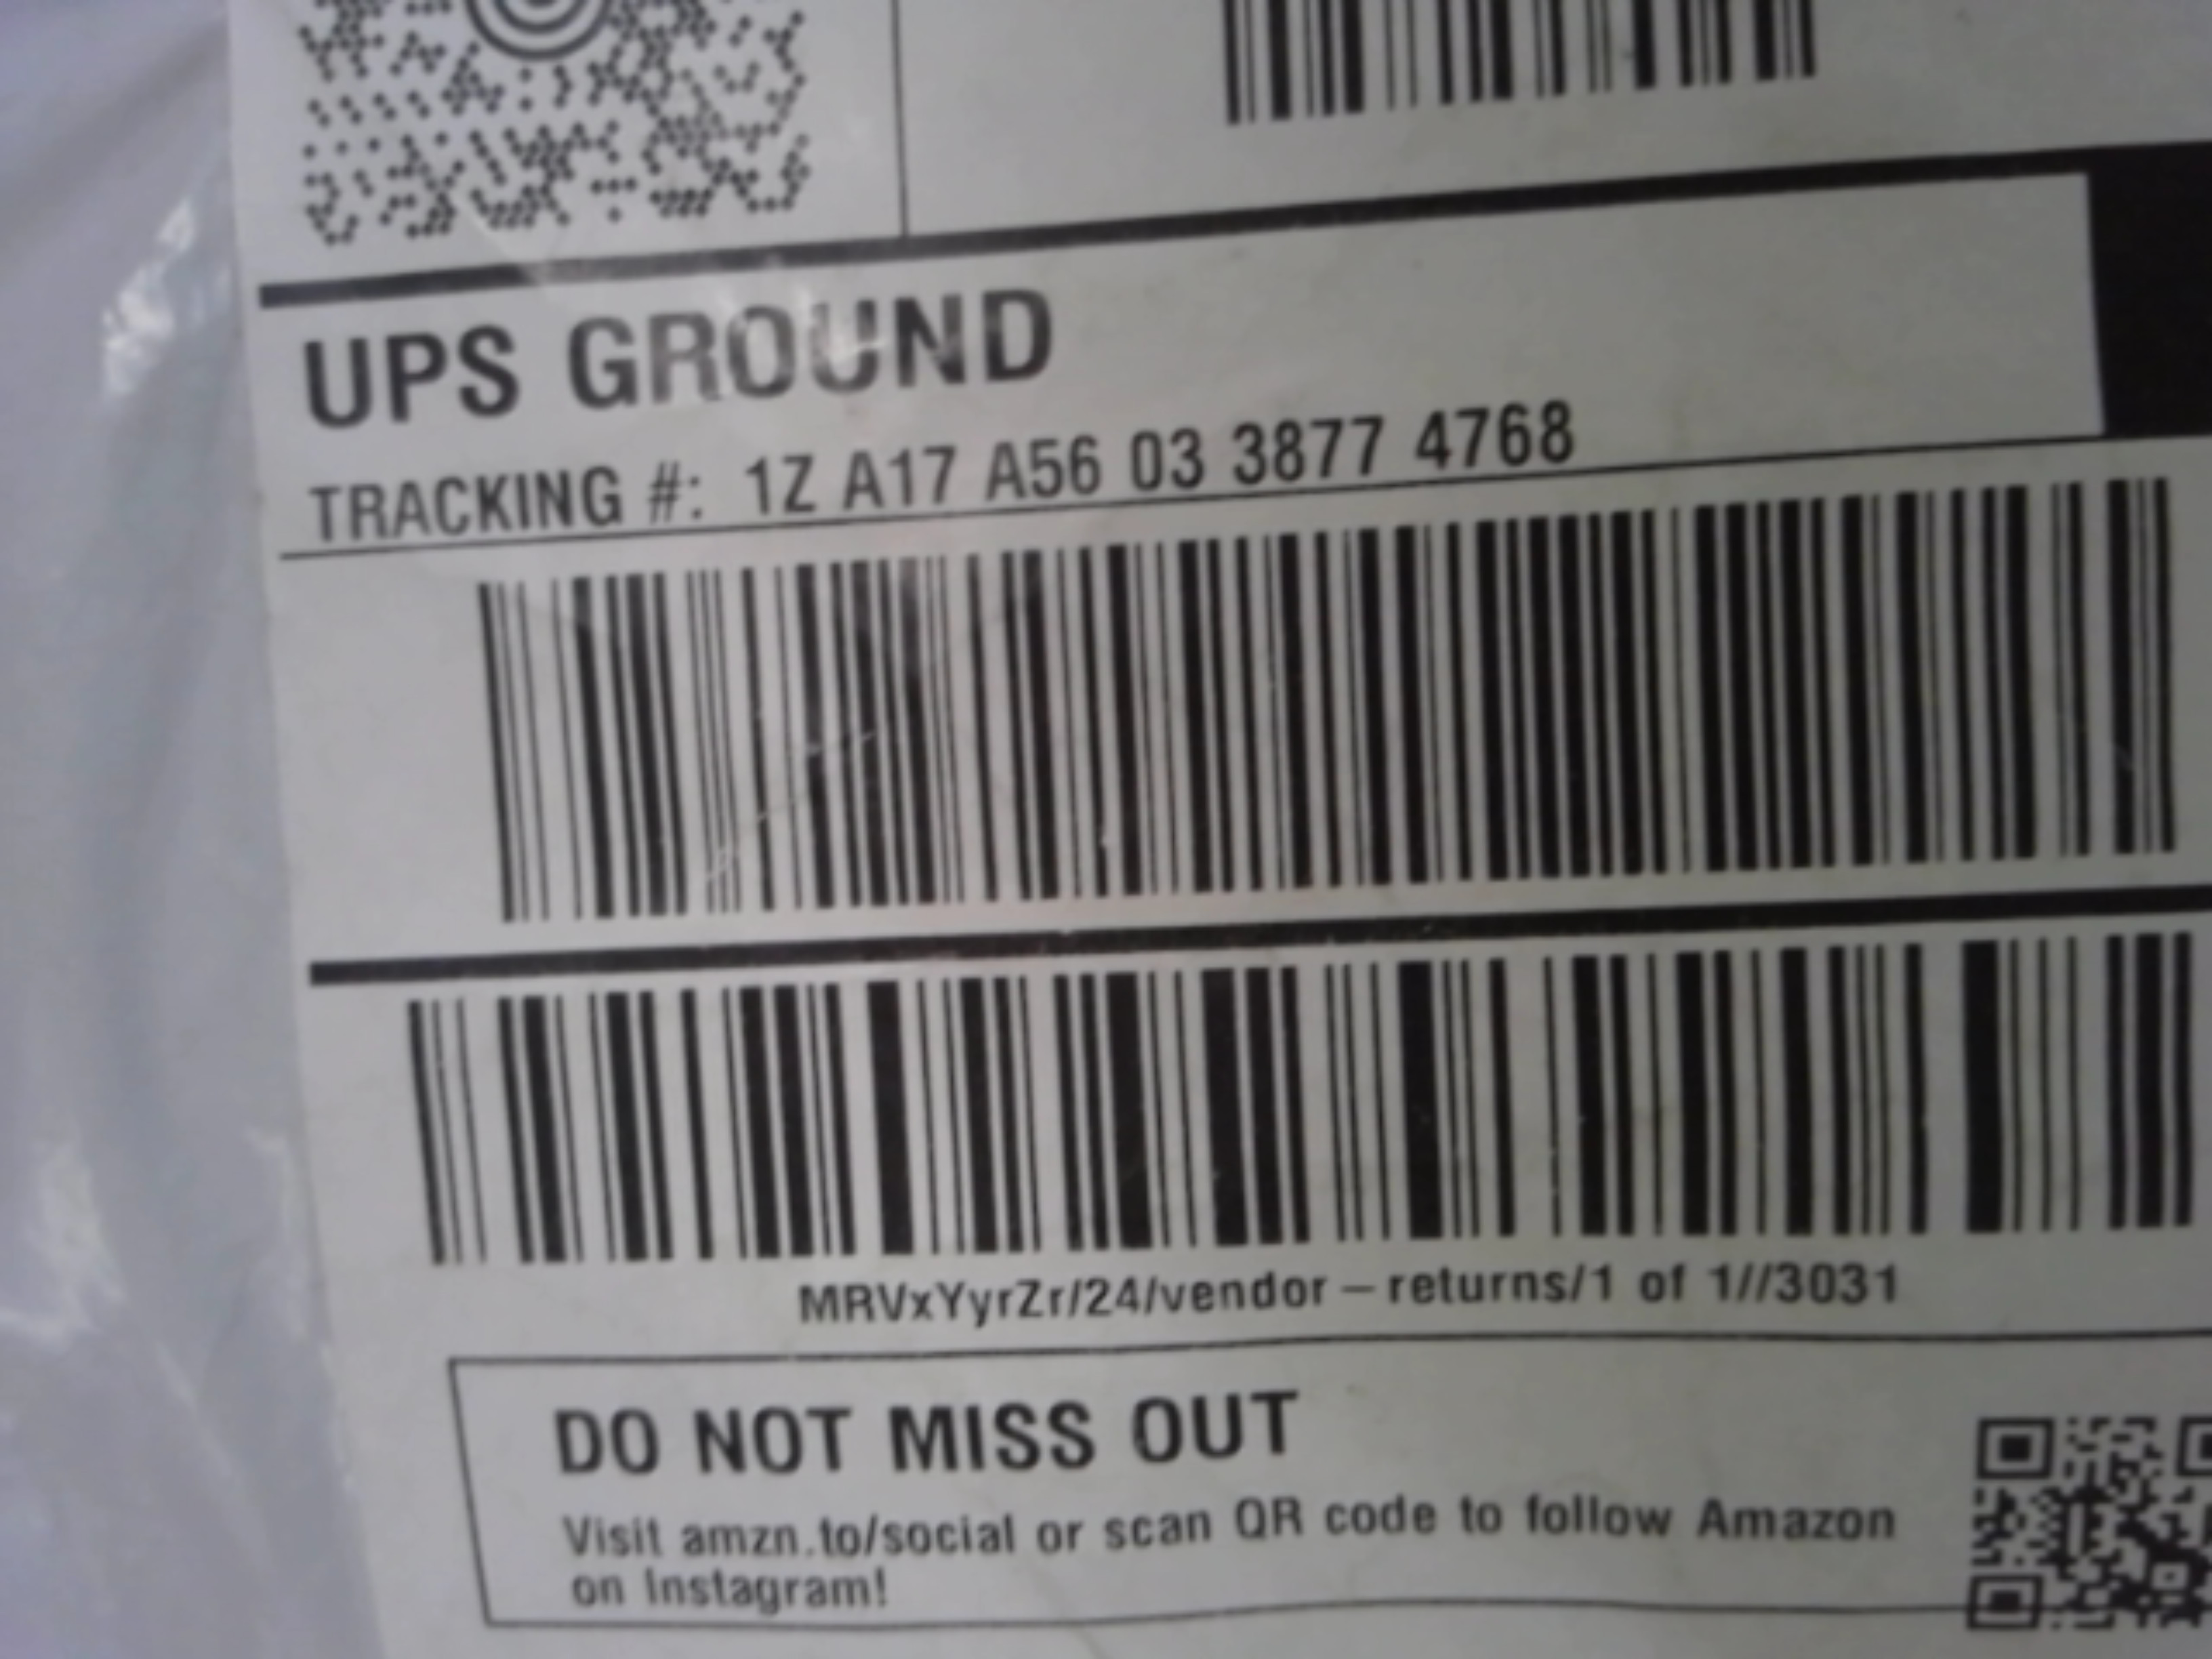 UPS GROUND
TRACKING #: 1Z A17 A56 03 3877 4768
MRVxYyrZr/24/vendor – returns/1 of 1//3031
DO NOT MISS OUT
Visit amzn.to/social or scan QR code to follow Amazon
on Instagram!